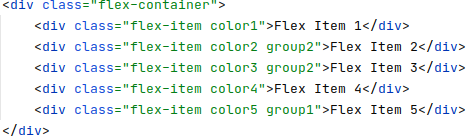 <div class="flex-container">
    <div class="flex-item color1">Flex Item 1</div>
    <div class="flex-item color2 group2">Flex Item 2</div>
    <div class="flex-item color3 group2">Flex Item 3</div>
    <div class="flex-item color4">Flex Item 4</div>
    <div class="flex-item color5 group1">Flex Item 5</div>
</div>